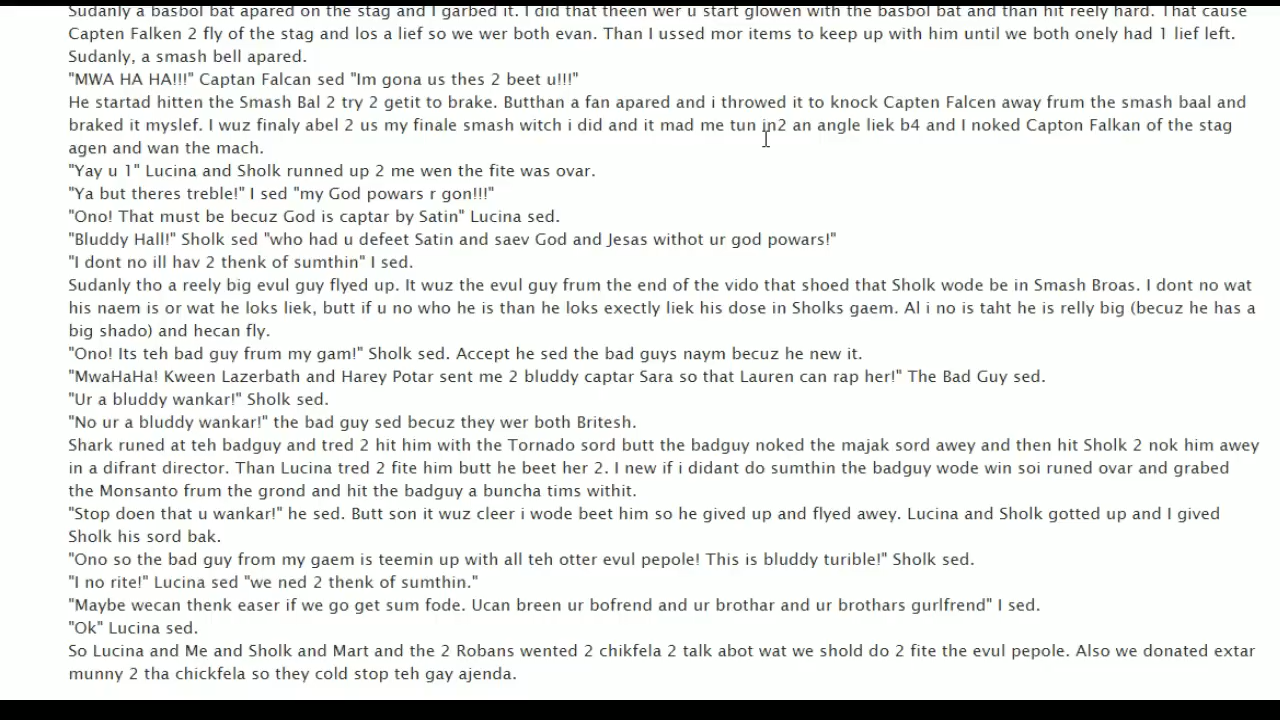 Sudanly a basbol bat apared on the stag and I garbed it. I did that theen wer u start glowen with the basbol bat and than hit reely hard. That cause
Capten Falken 2 fly of the stag and los a lief so we wer both evan. Than I ussed mor items to keep up with him until we both onely had 1 lief left.
Sudanly, a smash bell apared.
"MWA HA HA!!!" Captan Falcan sed "Im gona us thes 2 beet u!!!"
He startad hitten the Smash Bal 2 try 2 getit to brake. Butthan a fan apared and i throwed it to knock Capten Falcen away frum the smash baal and
braked it myslef. I wuz finaly abel 2 us my finale smash witch i did and it mad me tun in2 an angle liek b4 and I noked Capton Falkan of the stag
agen and wan the mach.
"Yay u 1" Lucina and Sholk runned up 2 me wen the fite was ovar.
"Ya but theres treble!" I sed "my God powars r gon!!!"
"Ono! That must be becuz God is captar by Satin" Lucina sed.
"Bluddy Hall!" Sholk sed "who had u defeet Satin and saev God and Jesas withot ur god powars!"
"I dont no ill hav 2 thenk of sumthin" I sed.
Sudanly tho a reely big evul guy flyed up. It wuz the evul guy frum the end of the vido that shoed that Sholk wode be in Smash Broas. I dont no wat
his naem is or wat he loks liek, butt if u no who he is than he loks exectly liek his dose in Sholks gaem. Al i no is taht he is relly big (becuz he has a
big shado) and hecan fly.
"Ono! Its teh bad guy frum my gam!" Sholk sed. Accept he sed the bad guys naym becuz he new it.
"MwaHaHa! Kween Lazerbath and Harey Potar sent me 2 bluddy captar Sara so that Lauren can rap her!" The Bad Guy sed.
"Ur a bluddy wankar!" Sholk sed.
"No ur a bluddy wankar!" the bad guy sed becuz they wer both Britesh.
Shark runed at teh badguy and tred 2 hit him with the Tornado sord butt the badguy noked the majak sord awey and then hit Sholk 2 nok him awey
in a difrant director. Than Lucina tred 2 fite him butt he beet her 2. I new if i didant do sumthin the badguy wode win soi runed ovar and grabed
the Monsanto frum the grond and hit the badguy a buncha tims withit.
"Stop doen that u wankar!" he sed. Butt son it wuz cleer i wode beet him so he gived up and flyed awey. Lucina and Sholk gotted up and I gived
Sholk his sord bak.
"Ono so the bad guy from my gaem is teemin up with all teh otter evul pepole! This is bluddy turible!" Sholk sed.
"I no rite!" Lucina sed "we ned 2 thenk of sumthin."
"Maybe wecan thenk easer if we go get sum fode. Ucan breen ur bofrend and ur brothar and ur brothars gurlfrend" I sed.
"Ok" Lucina sed.
So Lucina and Me and Sholk and Mart and the 2 Robans wented 2 chikfela 2 talk abot wat we shold do 2 fite the evul pepole. Also we donated extar
munny 2 tha chickfela so they cold stop teh gay ajenda.